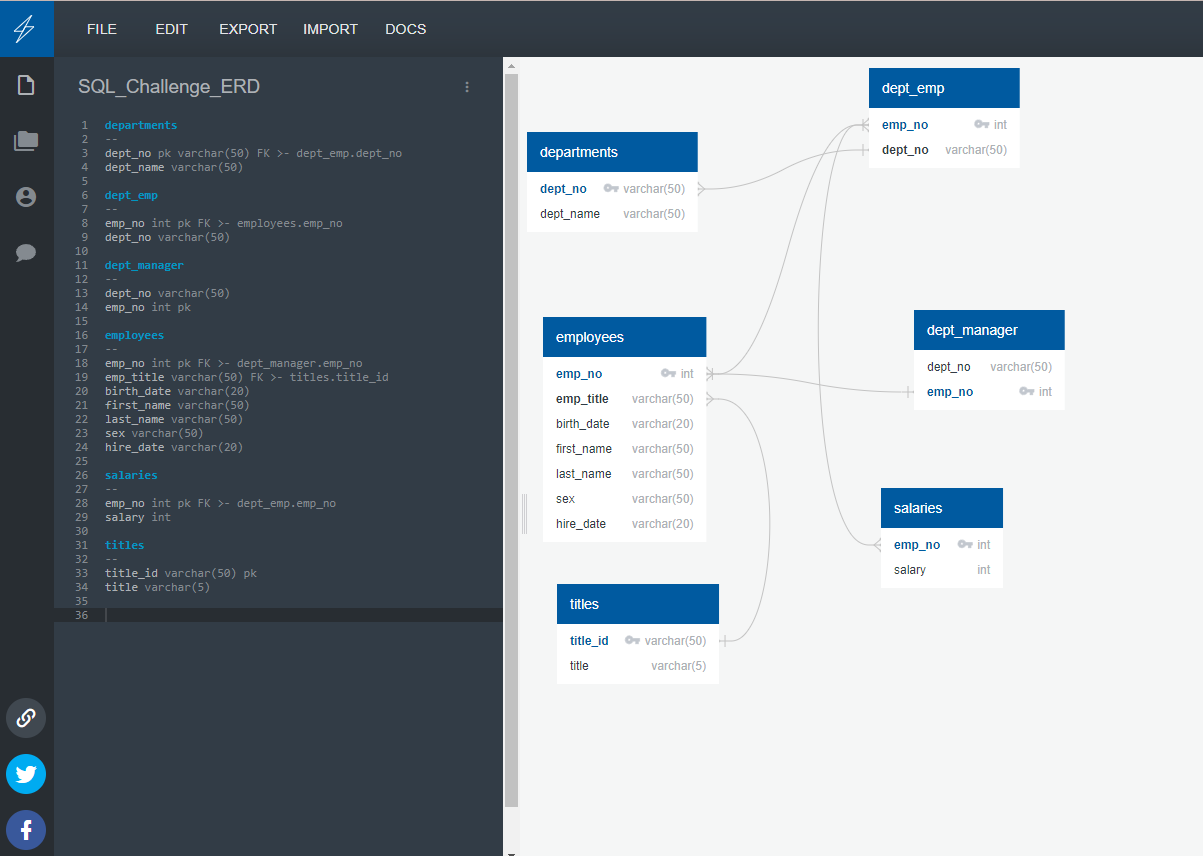 FILE EDIT EXPORT IMPORT DOCS
SQL_Challenge_ERD
1 departments
2 --
3 dept_no pk varchar(50) FK >- dept_emp.dept_no
4 dept_name varchar(50)
5
6 dept_emp
7 --
8 emp_no int pk FK >- employees.emp_no
9 dept_no varchar(50)
10
11 dept_manager
12 --
13 dept_no varchar(50)
14 emp_no int pk
15
16 employees
17 --
18 emp_no int pk FK >- dept_manager.emp_no
19 emp_title varchar(50) FK >- titles.title_id
20 birth_date varchar(20)
21 first_name varchar(50)
22 last_name varchar(50)
23 sex varchar(50)
24 hire_date varchar(20)
25
26 salaries
27 --
28 emp_no int pk FK >- dept_emp.emp_no
29 salary int
30
31 titles
32 --
33 title_id varchar(50) pk
34 title varchar(5)
35
36
departments
dept_no varchar(50)
dept_name varchar(50)
dept_emp
emp_no int
dept_no varchar(50)
employees
emp_no int
emp_title varchar(50)
birth_date varchar(20)
first_name varchar(50)
last_name varchar(50)
sex varchar(50)
hire_date varchar(20)
dept_manager
dept_no varchar(50)
emp_no int
salaries
emp_no int
salary int
titles
title_id varchar(50)
title varchar(5)